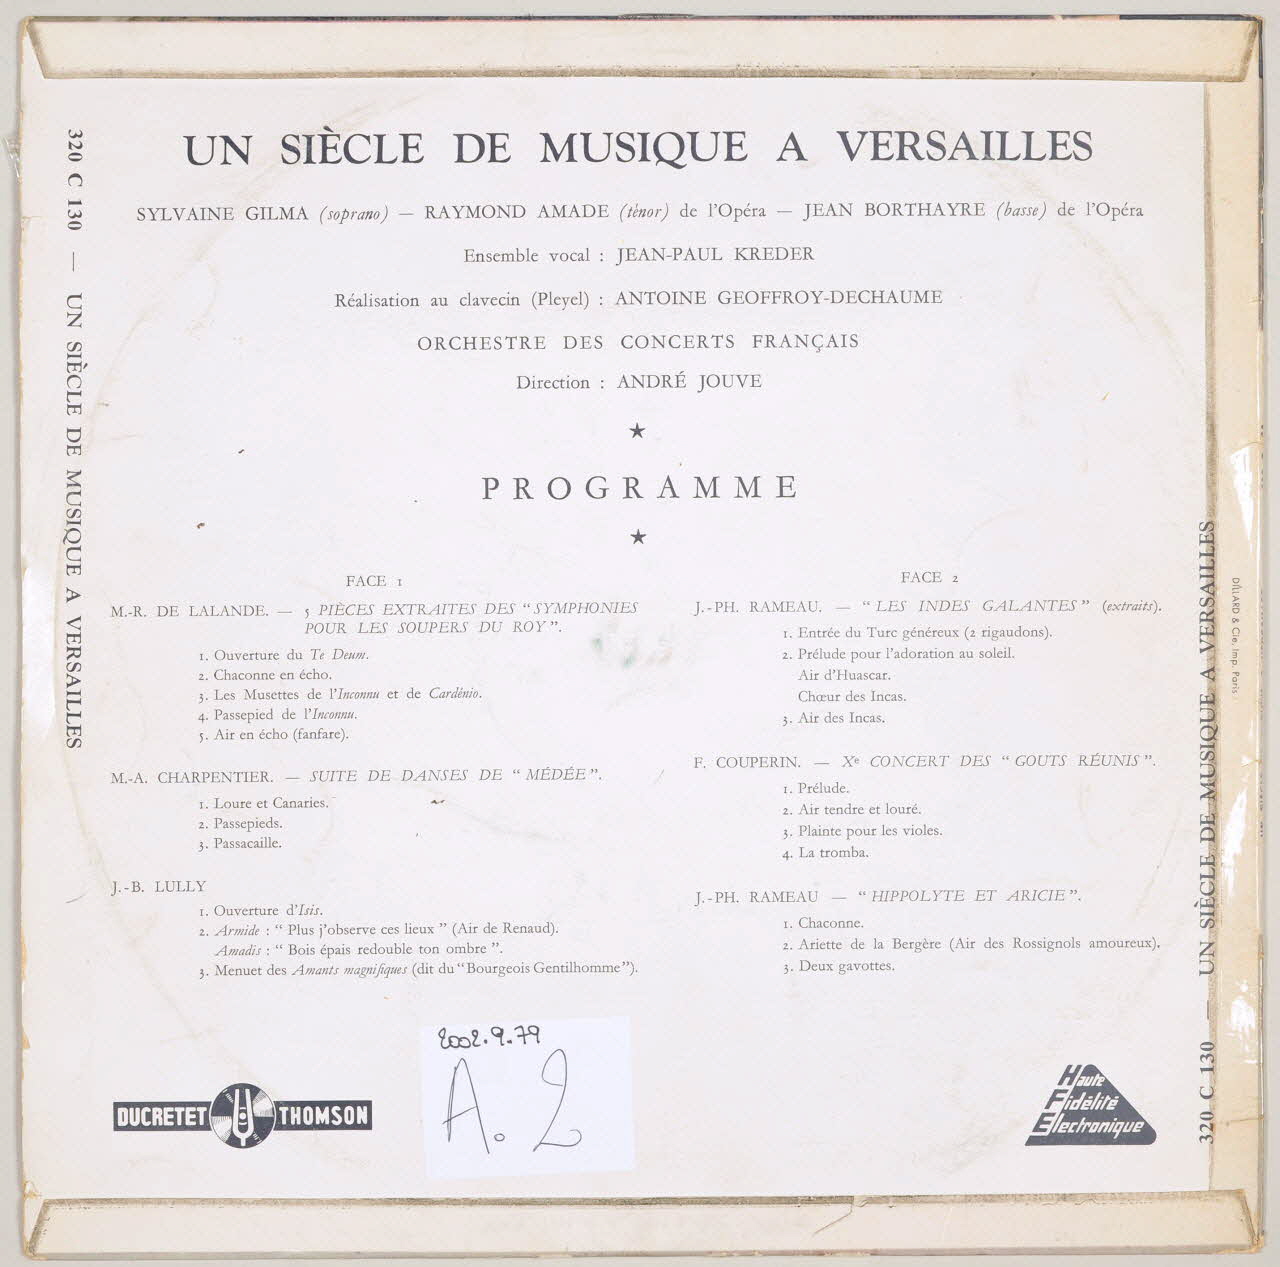 UN SIÈCLE DE MUSIQUE A VERSAILLES
SYLVAINE GILMA (soprano) — RAYMOND AMADE (ténor) de l'Opéra — JEAN BORTHAYRE (basse) de l'Opéra
Ensemble vocal : JEAN-PAUL KREDER
Réalisation au clavecin (Pleyel) : ANTOINE GEOFFROY-DECHAUME
ORCHESTRE DES CONCERTS FRANÇAIS
Direction : ANDRÉ JOUVE
★
PROGRAMME
★
FACE 1
M.-R. DE LALANDE. — 5 PIÈCES EXTRAITES DES “SYMPHONIES
POUR LES SOUPERS DU ROY”.
1. Ouverture du Te Deum.
2. Chaconne en écho.
3. Les Musettes de l'Inconnu et de Cardénio.
4. Passepied de l'Inconnu.
5. Air en écho (fanfare).
M.-A. CHARPENTIER. — SUITE DE DANSES DE “MÉDÉE”.
1. Loure et Canaries.
2. Passepieds.
3. Passacaille.
J.-B. LULLY
1. Ouverture d'Isis.
2. Armide : “ Plus j'observe ces lieux ” (Air de Renaud).
Amadis : “ Bois épais redouble ton ombre ”.
3. Menuet des Amants magnifiques (dit du “Bourgeois Gentilhomme”).
FACE 2
J.-PH. RAMEAU. — “LES INDES GALANTES” (extraits).
1. Entrée du Turc généreux (2 rigaudons).
2. Prélude pour l'adoration au soleil.
Air d'Huascar.
Chœur des Incas.
3. Air des Incas.
F. COUPERIN. — Xe CONCERT DES “GOUTS RÉUNIS”.
1. Prélude.
2. Air tendre et louré.
3. Plainte pour les violes.
4. La tromba.
J.-PH. RAMEAU — “HIPPOLYTE ET ARICIE”.
1. Chaconne.
2. Ariette de la Bergère (Air des Rossignols amoureux).
3. Deux gavottes.
2002.9.79
A. 2
DUCRETET THOMSON
Haute
Fidélité
Electronique
320 C 130 — UN SIÈCLE DE MUSIQUE A VERSAILLES
320 C 130 — UN SIÈCLE DE MUSIQUE A VERSAILLES
DILLARD & Cie. Imp. Paris